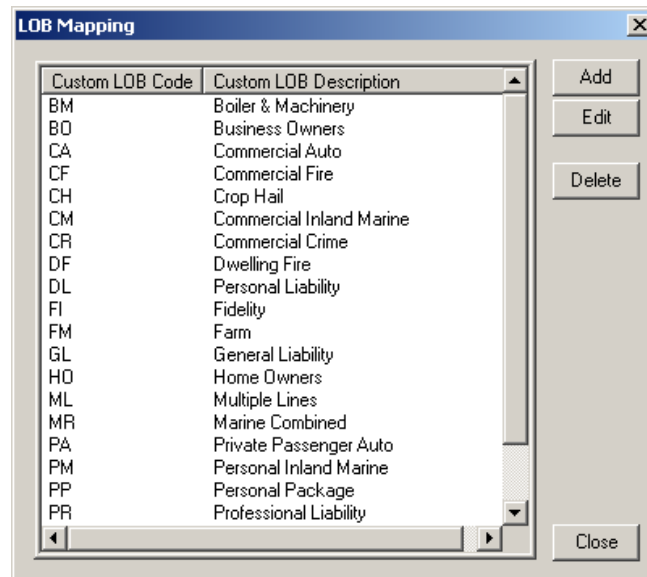 LOB Mapping
Custom LOB Code Custom LOB Description
BM Boiler & Machinery
BO Business Owners
CA Commercial Auto
CF Commercial Fire
CH Crop Hail
CM Commercial Inland Marine
CR Commercial Crime
DF Dwelling Fire
DL Personal Liability
FI Fidelity
FM Farm
GL General Liability
HO Home Owners
ML Multiple Lines
MR Marine Combined
PA Private Passenger Auto
PM Personal Inland Marine
PP Personal Package
PR Professional Liability
Add
Edit
Delete
Close